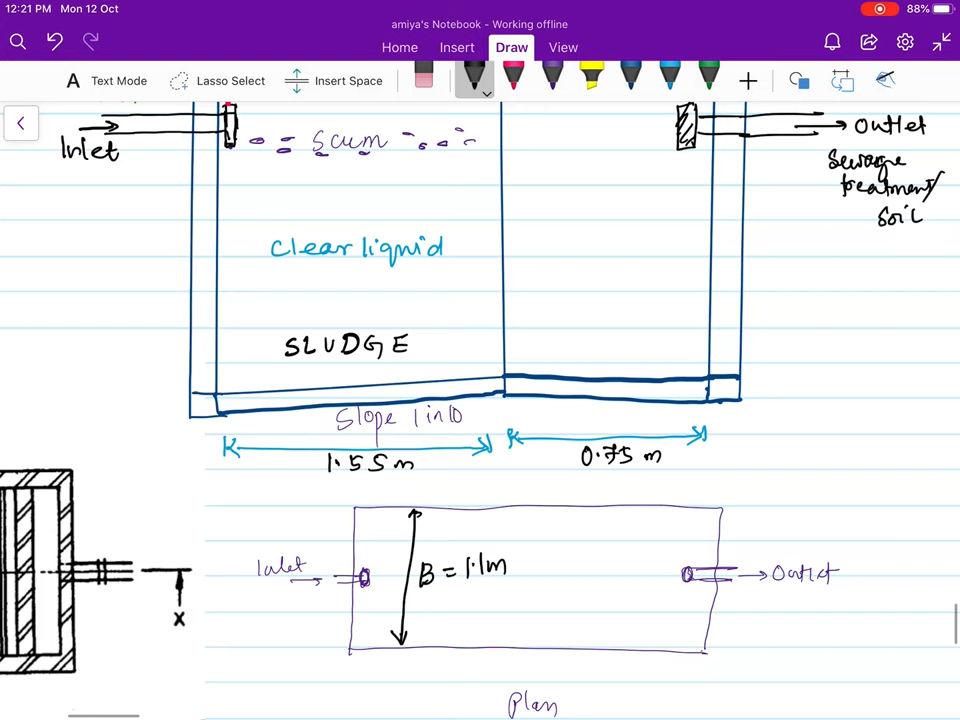 12:21 PM Mon 12 Oct
amiya's Notebook - Working offline
88%
Home Insert Draw View
A Text Mode Lasso Select Insert Space
Inlet
scum
Outlet
Sewage
treatment/
soil
Clear liquid
SLUDGE
Slope 1 in 10
1.55 m
0.75 m
Inlet
B = 1.1m
Outlet
X
Plan